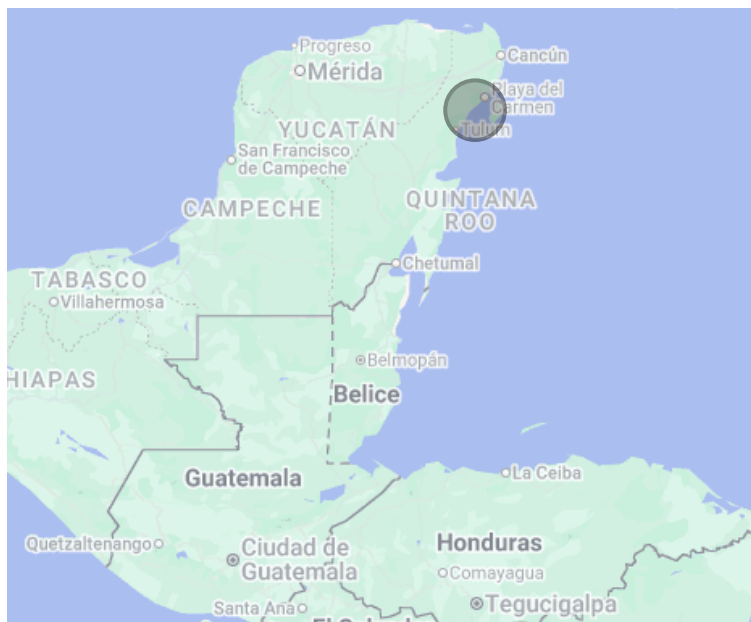 Progreso
Cancún
Mérida
Playa del
Carmen
YUCATÁN
Tulum
San Francisco
de Campeche
CAMPECHE
QUINTANA
ROO
Chetumal
TABASCO
Villahermosa
Belmopán
HIAPAS
Belice
Guatemala
La Ceiba
Quetzaltenango
Ciudad de
Guatemala
Honduras
Comayagua
Santa Ana
Tegucigalpa